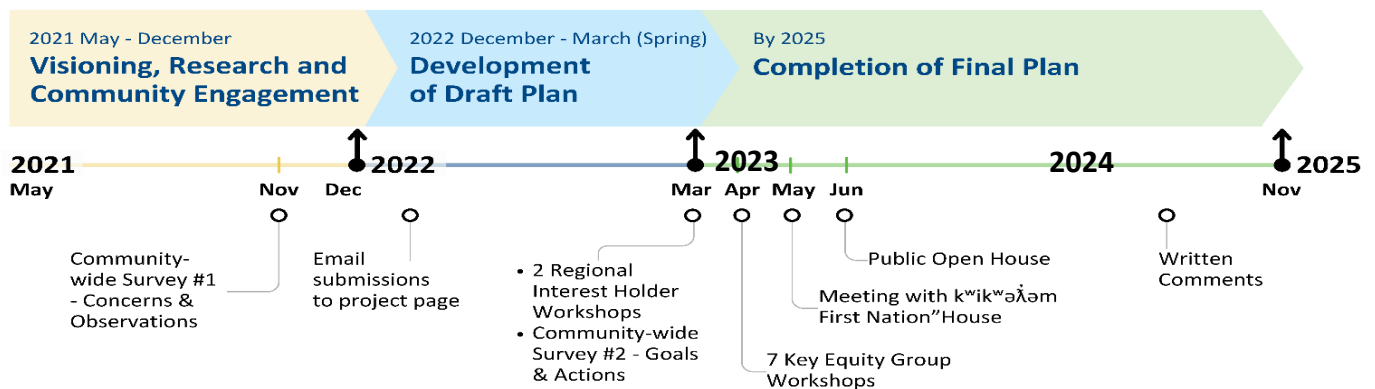 2021 May - December
Visioning, Research and
Community Engagement
2022 December - March (Spring)
Development
of Draft Plan
By 2025
Completion of Final Plan
2021
2022
2023
2024
2025
May
Nov
Dec
Mar
Apr
May
Jun
Nov
Community-
wide Survey #1
- Concerns &
Observations
Email
submissions
to project page
• 2 Regional
Interest Holder
Workshops
• Community-wide
Survey #2 - Goals
& Actions
7 Key Equity Group
Workshops
Meeting with kʷikʷəƛ̓əm
First Nation”House
Public Open House
Written
Comments